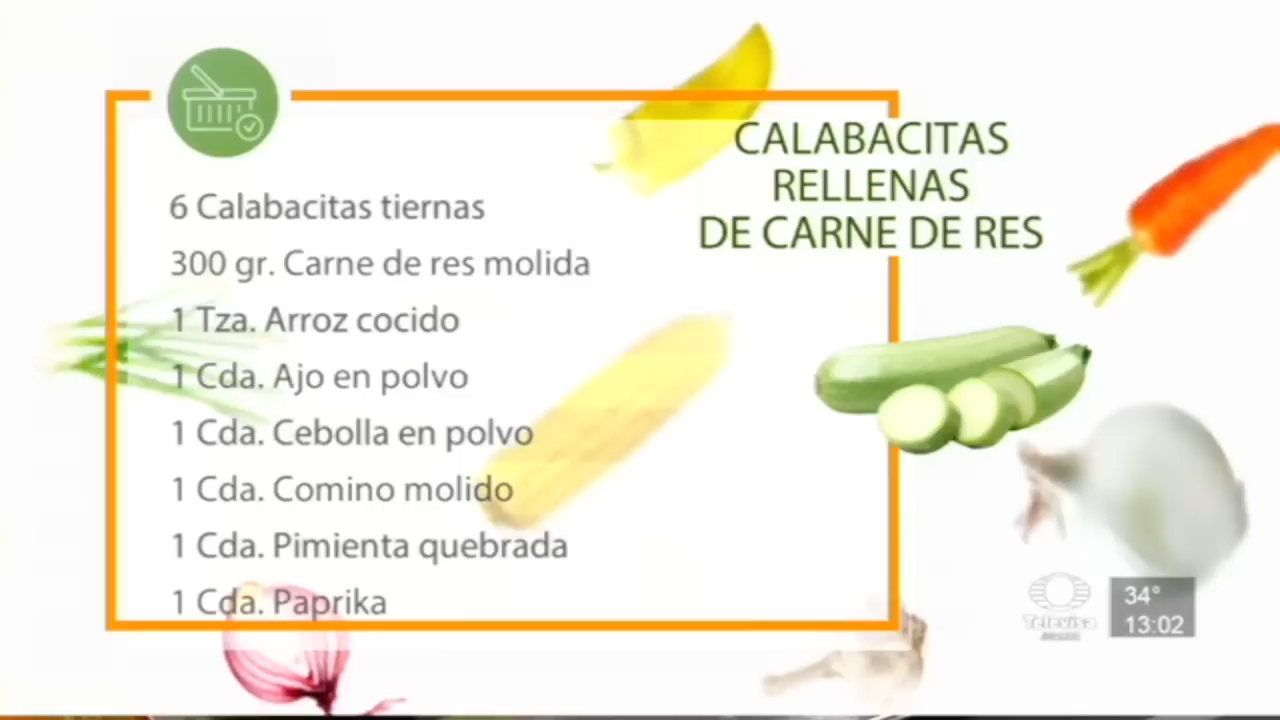 CALABACITAS
RELLENAS
DE CARNE DE RES
6 Calabacitas tiernas
300 gr. Carne de res molida
1 Tza. Arroz cocido
1 Cda. Ajo en polvo
1 Cda. Cebolla en polvo
1 Cda. Comino molido
1 Cda. Pimienta quebrada
1 Cda. Paprika
Televisa
34°
13:02